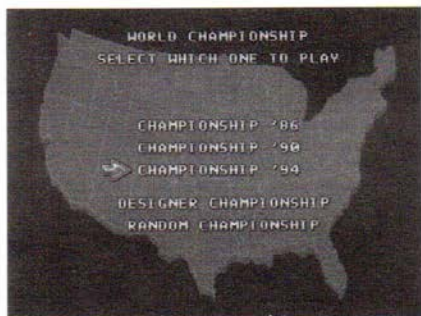 WORLD CHAMPIONSHIP
SELECT WHICH ONE TO PLAY
CHAMPIONSHIP '86
CHAMPIONSHIP '90
CHAMPIONSHIP '94
DESIGNER CHAMPIONSHIP
RANDOM CHAMPIONSHIP